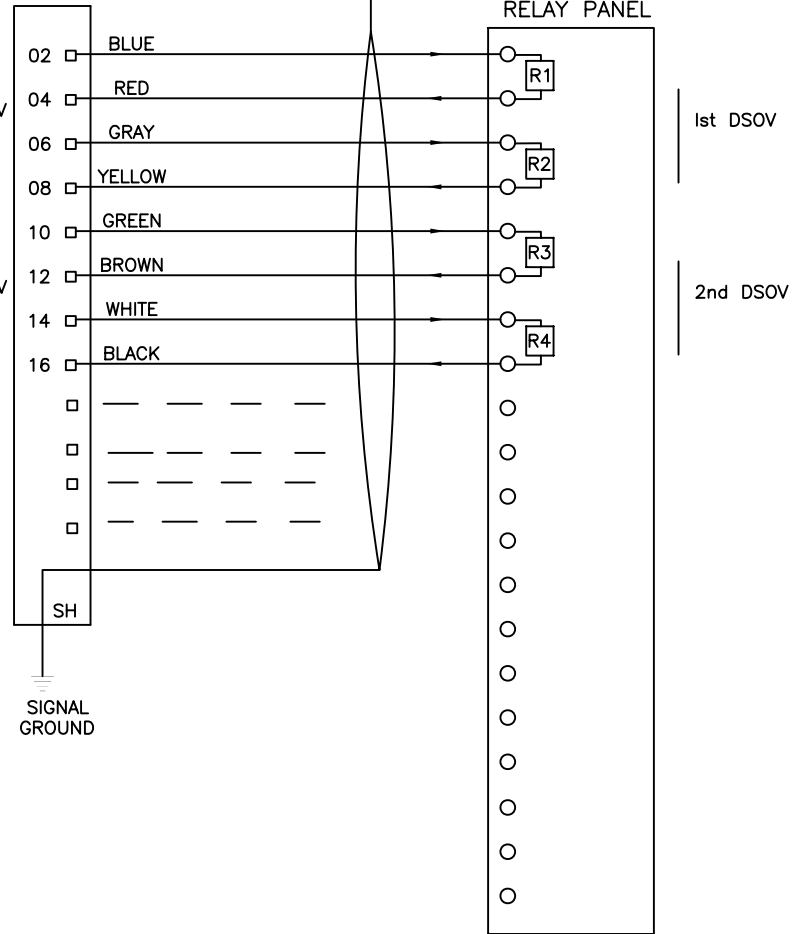 RELAY PANEL
02 BLUE
R1
04 RED
1st DSOV
V
06 GRAY
R2
08 YELLOW
10 GREEN
R3
12 BROWN
V
2nd DSOV
14 WHITE
R4
16 BLACK
SH
SIGNAL
GROUND